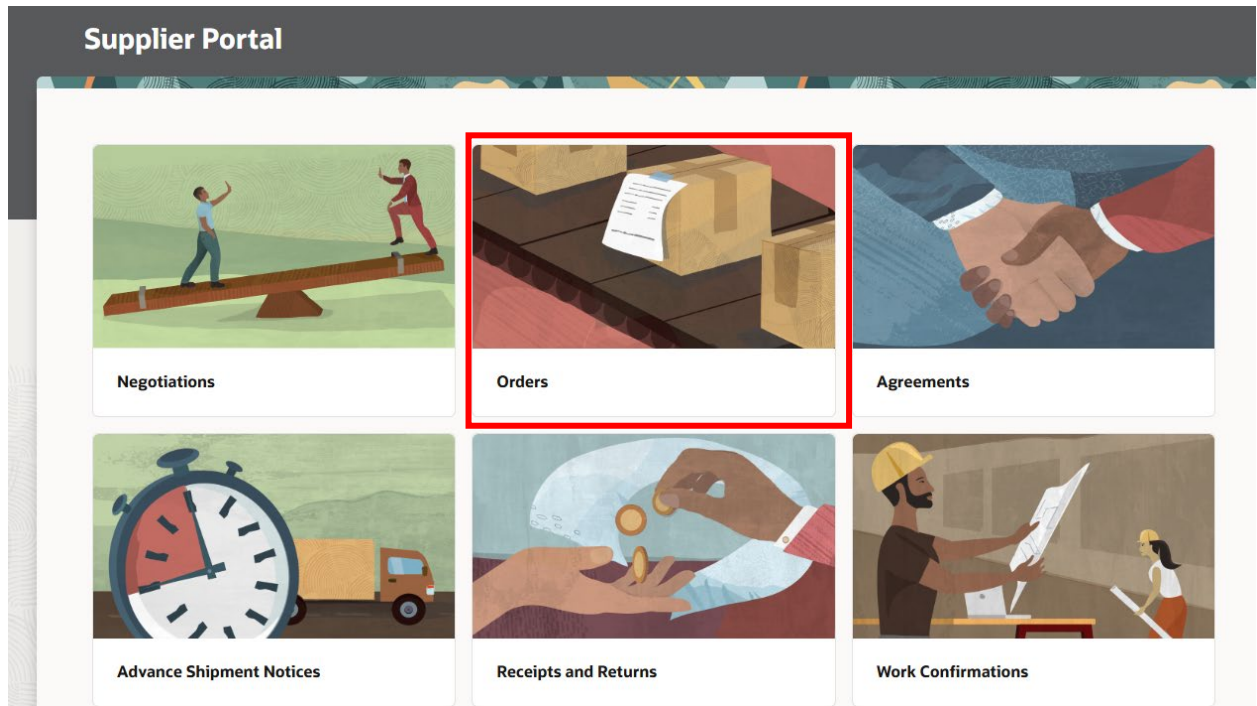 Supplier Portal
Negotiations
Orders
Agreements
Advance Shipment Notices
Receipts and Returns
Work Confirmations